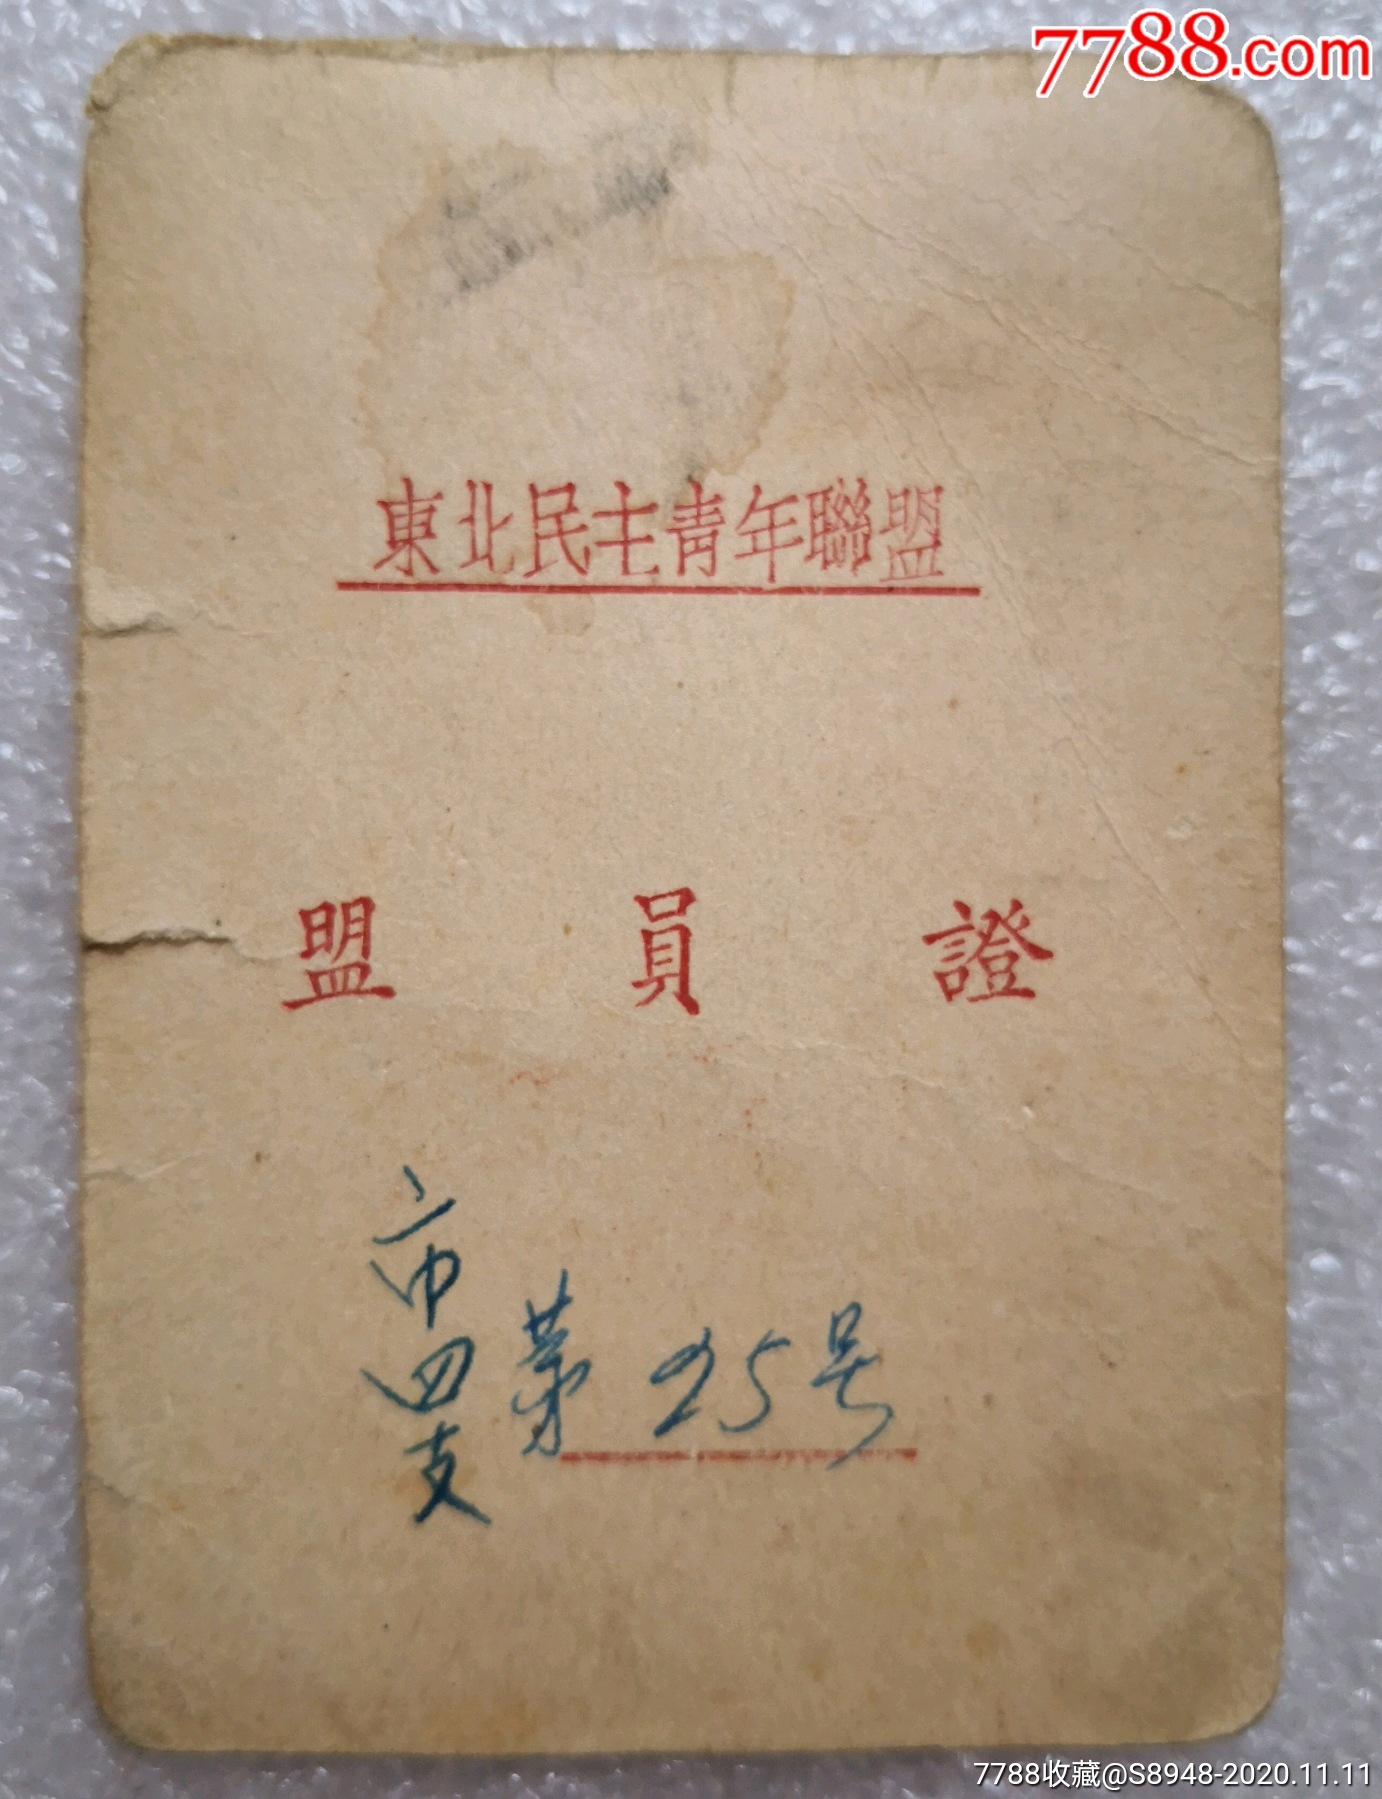 7788.com
東北民主青年聯盟
盟員證
市四支
第25号
7788收藏@S8948-2020.11.11